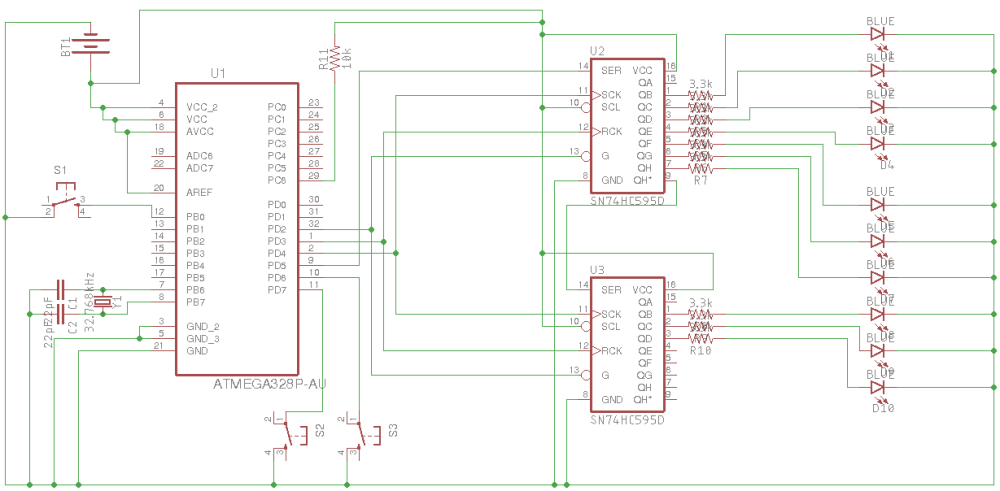 BT1
R11
10k
U1
4 VCC_2
6 VCC
18 AVCC
19 ADC6
22 ADC7
20 AREF
12 PB0
13 PB1
14 PB2
15 PB3
16 PB4
17 PB5
7 PB6
8 PB7
3 GND_2
5 GND_3
21 GND
PC0 23
PC1 24
PC2 25
PC3 26
PC4 27
PC5 28
PC6 29
PD0 30
PD1 31
PD2 32
PD3 1
PD4 2
PD5 9
PD6 10
PD7 11
ATMEGA328P-AU
S1
1 3
2 4
22pF
C1
22pF
C2
32.768kHz
Y1
2 1
4 3
S2
2 1
4 3
S3
U2
14 SER
11 SCK
10 SCL
12 RCK
13 G
8 GND
VCC 16
QA 15
QB 1
QC 2
QD 3
QE 4
QF 5
QG 6
QH 7
QH* 9
SN74HC595D
3.3k
R7
U3
14 SER
11 SCK
10 SCL
12 RCK
13 G
8 GND
VCC 16
QA 15
QB 1
QC 2
QD 3
QE 4
QF 5
QG 6
QH 7
QH* 9
SN74HC595D
3.3k
R10
BLUE
D1
BLUE
D2
BLUE
D3
BLUE
D4
BLUE
D5
BLUE
D6
BLUE
D7
BLUE
D8
BLUE
D9
BLUE
D10